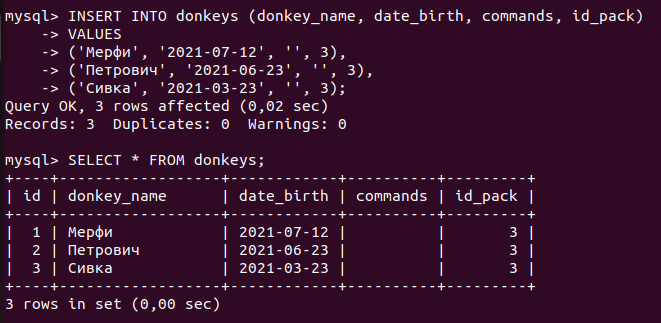 mysql> INSERT INTO donkeys (donkey_name, date_birth, commands, id_pack)
    -> VALUES
    -> ('Мерфи', '2021-07-12', '', 3),
    -> ('Петрович', '2021-06-23', '', 3),
    -> ('Сивка', '2021-03-23', '', 3);
Query OK, 3 rows affected (0,02 sec)
Records: 3  Duplicates: 0  Warnings: 0

mysql> SELECT * FROM donkeys;
+----+------------------+------------+----------+---------+
| id | donkey_name      | date_birth | commands | id_pack |
+----+------------------+------------+----------+---------+
|  1 | Мерфи            | 2021-07-12 |          |       3 |
|  2 | Петрович         | 2021-06-23 |          |       3 |
|  3 | Сивка            | 2021-03-23 |          |       3 |
+----+------------------+------------+----------+---------+
3 rows in set (0,00 sec)